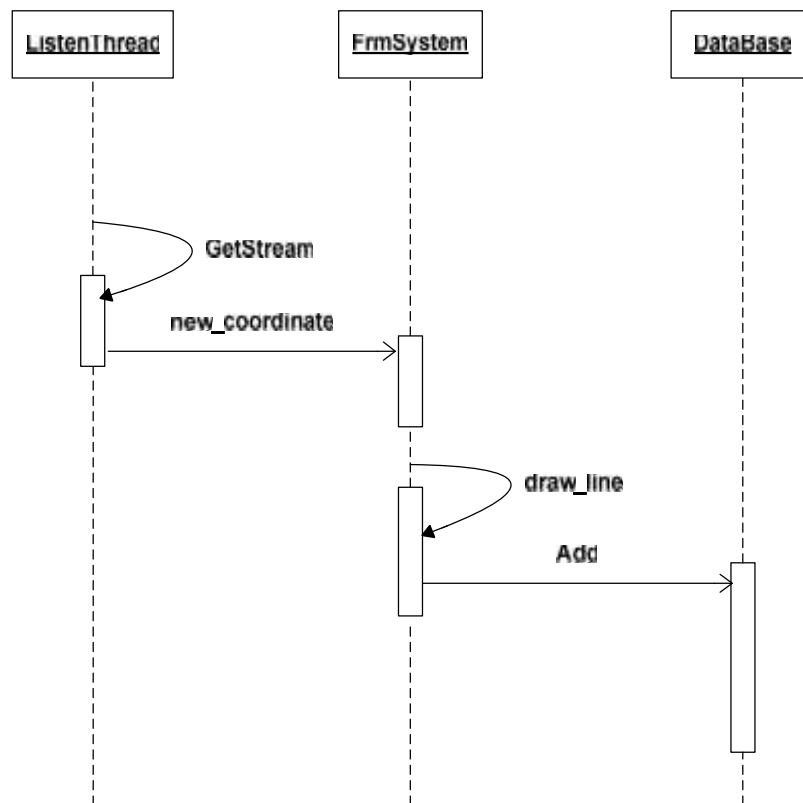 ListenThread
FrmSystem
DataBase
GetStream
new_coordinate
draw_line
Add